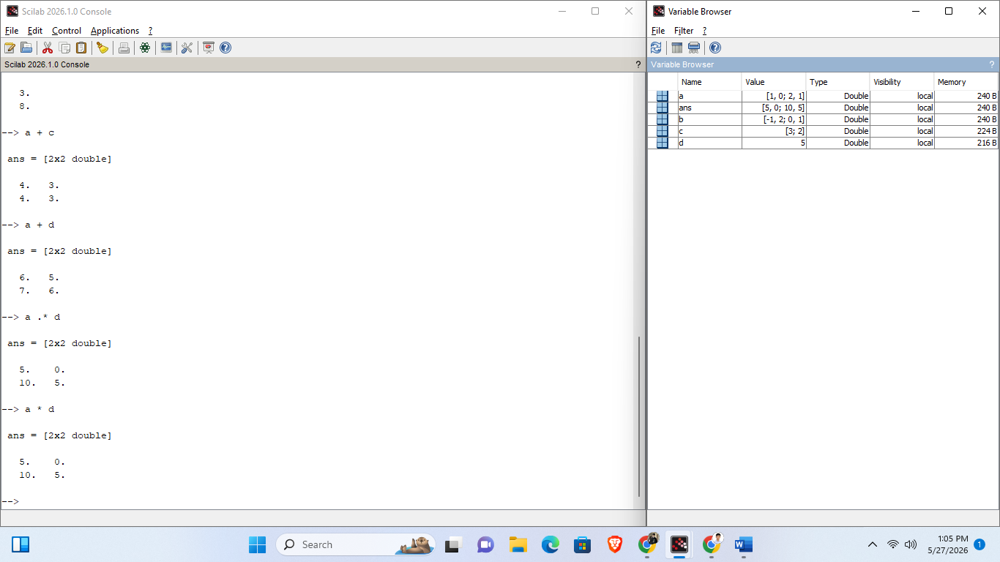 Scilab 2026.1.0 Console
File Edit Control Applications ?
Scilab 2026.1.0 Console ?
3.
8.
--> a + c
ans = [2x2 double]
4. 3.
4. 3.
--> a + d
ans = [2x2 double]
6. 5.
7. 6.
--> a .* d
ans = [2x2 double]
5. 0.
10. 5.
--> a * d
ans = [2x2 double]
5. 0.
10. 5.
-->
Variable Browser
File Filter ?
Variable Browser ?
Name Value Type Visibility Memory
a [1, 0; 2, 1] Double local 240 B
ans [5, 0; 10, 5] Double local 240 B
b [-1, 2; 0, 1] Double local 240 B
c [3; 2] Double local 224 B
d 5 Double local 216 B
Search
1:05 PM
5/27/2026
1